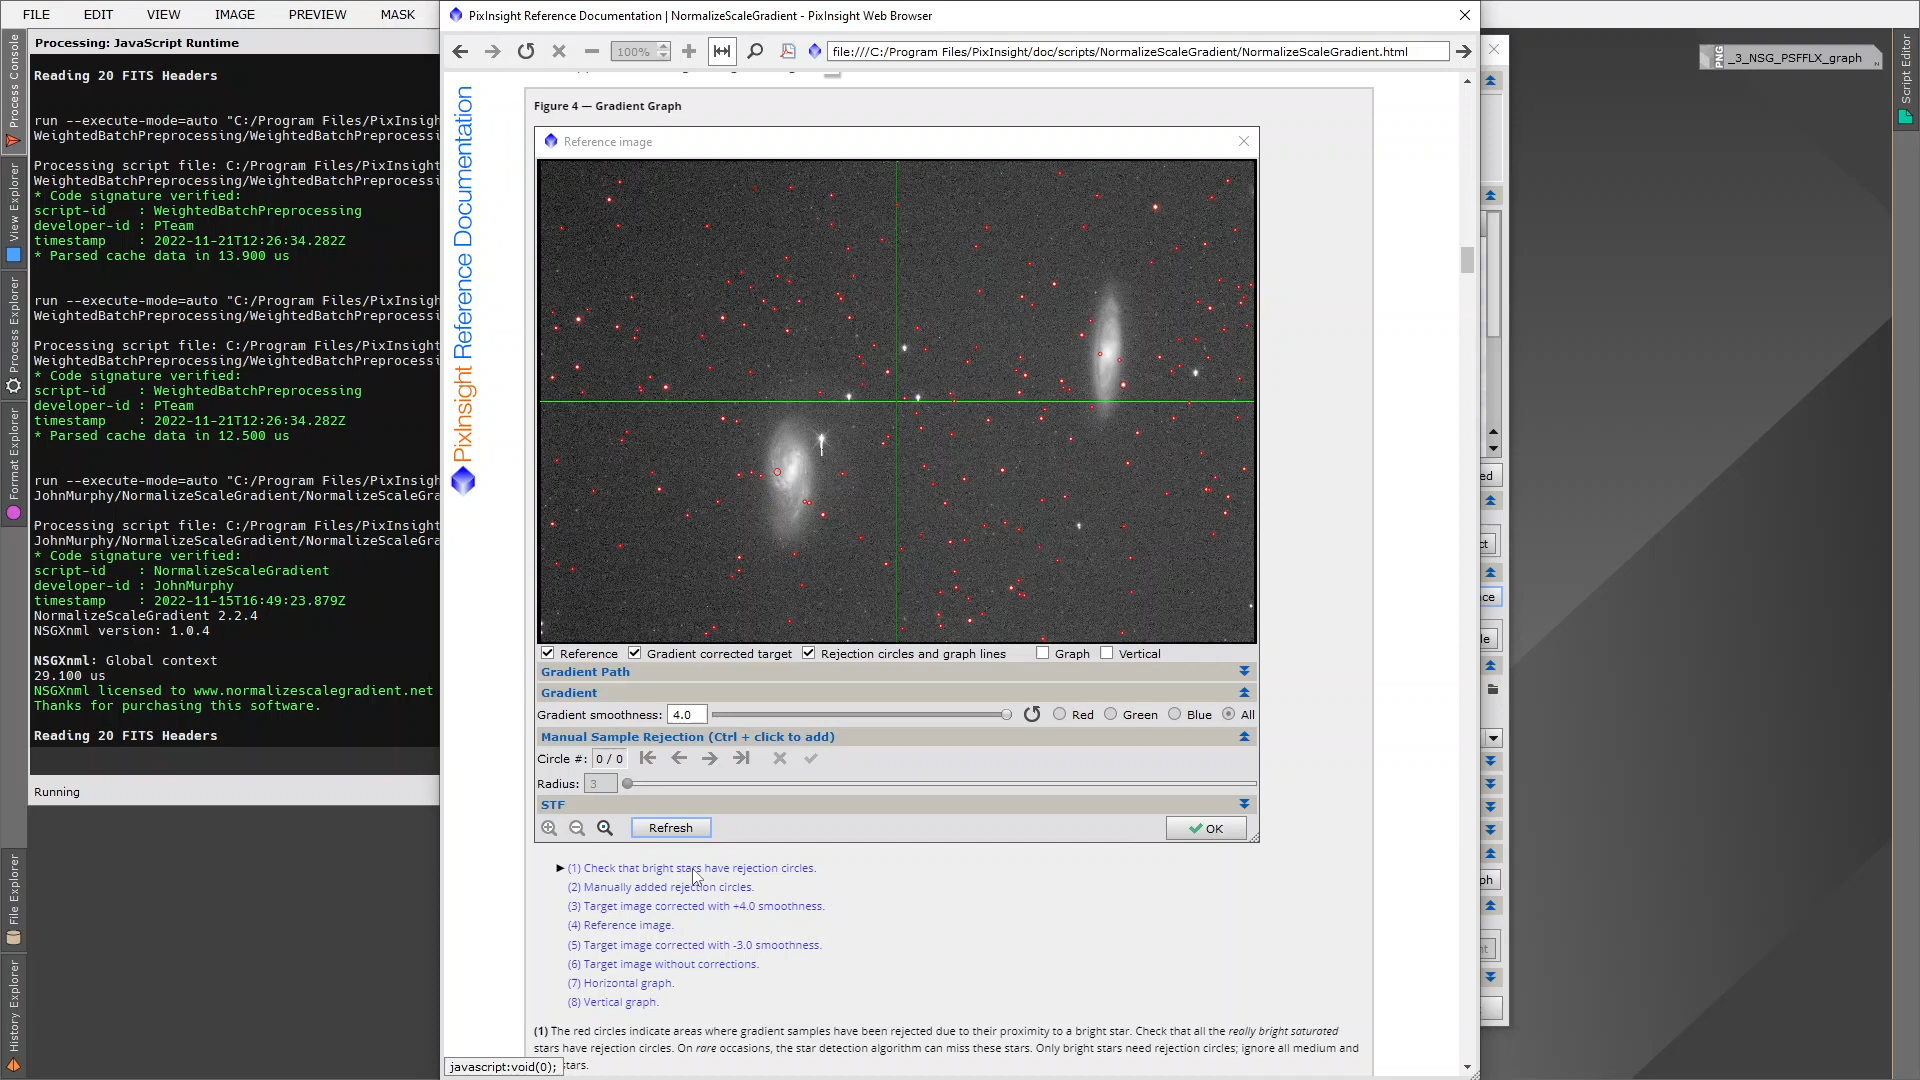 FILE EDIT VIEW IMAGE PREVIEW MASK
PixInsight Reference Documentation | NormalizeScaleGradient - PixInsight Web Browser
Processing: JavaScript Runtime
100%
file:///C:/Program Files/PixInsight/doc/scripts/NormalizeScaleGradient/NormalizeScaleGradient.html
PNG
_3_NSG_PSFFLX_graph
Process Console
View Explorer
Process Explorer
Format Explorer
File Explorer
History Explorer
Script Editor
Reading 20 FITS Headers
run --execute-mode=auto "C:/Program Files/PixInsight
WeightedBatchPreprocessing/WeightedBatchPreprocessi
Processing script file: C:/Program Files/PixInsight
WeightedBatchPreprocessing/WeightedBatchPreprocessi
* Code signature verified:
script-id    : WeightedBatchPreprocessing
developer-id : PTeam
timestamp    : 2022-11-21T12:26:34.282Z
* Parsed cache data in 13.900 us
run --execute-mode=auto "C:/Program Files/PixInsight
WeightedBatchPreprocessing/WeightedBatchPreprocessi
Processing script file: C:/Program Files/PixInsight
WeightedBatchPreprocessing/WeightedBatchPreprocessi
* Code signature verified:
script-id    : WeightedBatchPreprocessing
developer-id : PTeam
timestamp    : 2022-11-21T12:26:34.282Z
* Parsed cache data in 12.500 us
run --execute-mode=auto "C:/Program Files/PixInsight
JohnMurphy/NormalizeScaleGradient/NormalizeScaleGra
Processing script file: C:/Program Files/PixInsight
JohnMurphy/NormalizeScaleGradient/NormalizeScaleGra
* Code signature verified:
script-id    : NormalizeScaleGradient
developer-id : JohnMurphy
timestamp    : 2022-11-15T16:49:23.879Z
NormalizeScaleGradient 2.2.4
NSGXnml version: 1.0.4
NSGXnml: Global context
29.100 us
NSGXnml licensed to www.normalizescalegradient.net
Thanks for purchasing this software.
Reading 20 FITS Headers
Running
PixInsight Reference Documentation
Figure 4 — Gradient Graph
Reference image
Reference Gradient corrected target Rejection circles and graph lines Graph Vertical
Gradient Path
Gradient
Gradient smoothness: 4.0 Red Green Blue All
Manual Sample Rejection (Ctrl + click to add)
Circle #: 0 / 0
Radius: 3
STF
Refresh OK
(1) Check that bright stars have rejection circles.
(2) Manually added rejection circles.
(3) Target image corrected with +4.0 smoothness.
(4) Reference image.
(5) Target image corrected with -3.0 smoothness.
(6) Target image without corrections.
(7) Horizontal graph.
(8) Vertical graph.
(1) The red circles indicate areas where gradient samples have been rejected due to their proximity to a bright star. Check that all the really bright saturated
stars have rejection circles. On rare occasions, the star detection algorithm can miss these stars. Only bright stars need rejection circles; ignore all medium and
stars.
javascript:void(0);
ed
ct
ce
le
ph